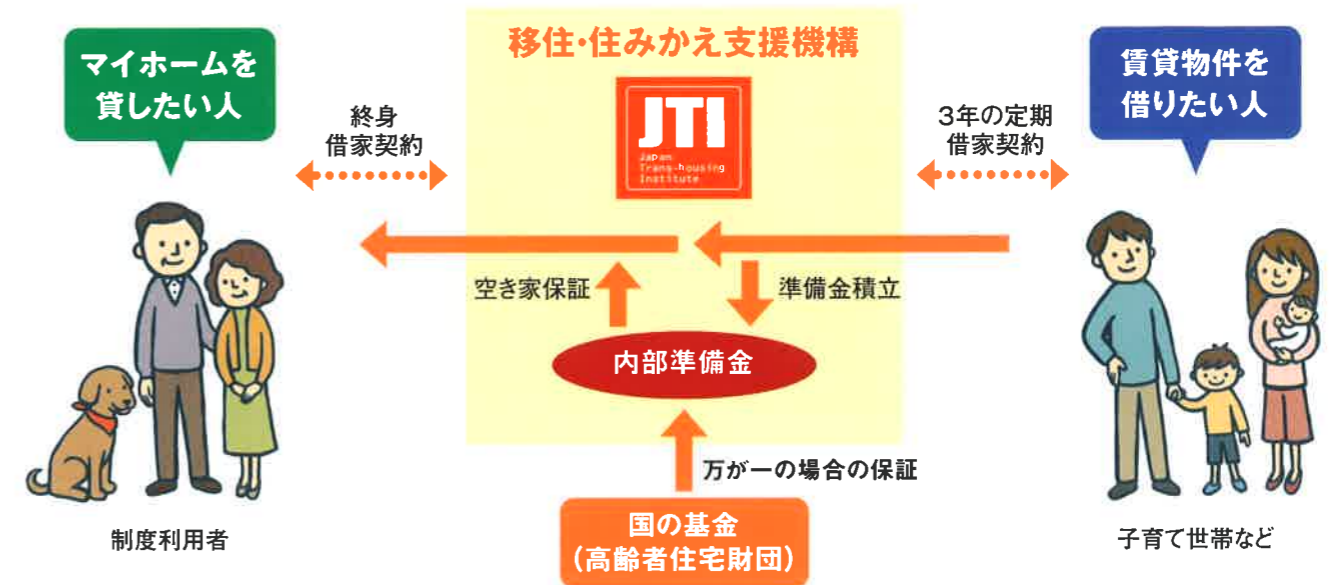 マイホームを
貸したい人
終身
借家契約
移住・住みかえ支援機構
JTI
Japan
Trans-housing
Institute
3年の定期
借家契約
賃貸物件を
借りたい人
空き家保証
準備金積立
内部準備金
万が一の場合の保証
国の基金
(高齢者住宅財団)
制度利用者
子育て世帯など